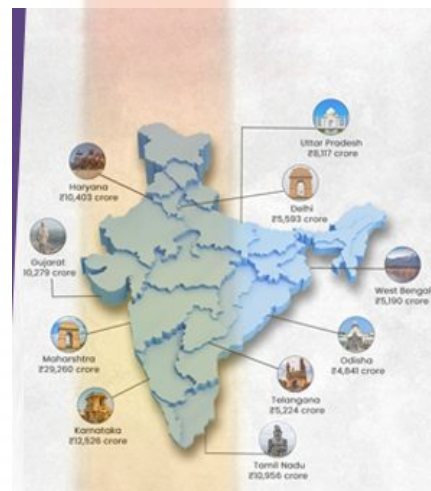 Uttar Pradesh
₹8,117 crore
Haryana
₹10,403 crore
Delhi
₹5,593 crore
Gujarat
10,279 crore
West Bengal
₹5,190 crore
Maharshtra
₹29,260 crore
Odisha
₹4,841 crore
Telangana
₹5,224 crore
Karnataka
₹12,526 crore
Tamil Nadu
₹10,956 crore